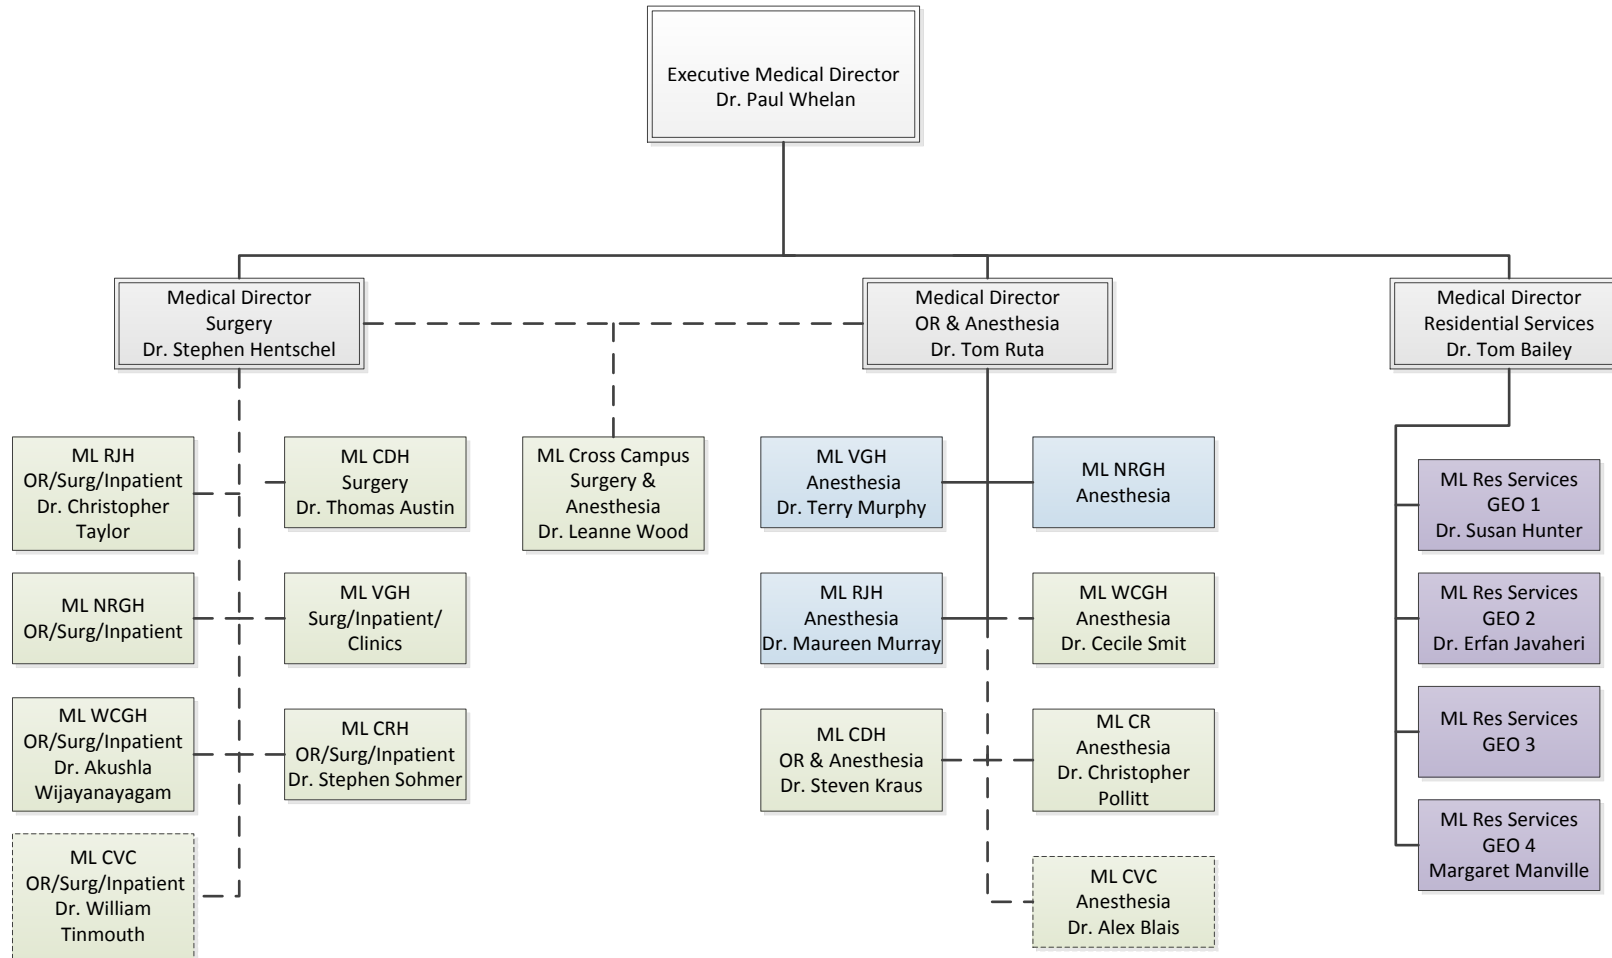 Executive Medical Director
Dr. Paul Whelan
Medical Director
Surgery
Dr. Stephen Hentschel
Medical Director
OR & Anesthesia
Dr. Tom Ruta
Medical Director
Residential Services
Dr. Tom Bailey
ML RJH
OR/Surg/Inpatient
Dr. Christopher
Taylor
ML CDH
Surgery
Dr. Thomas Austin
ML Cross Campus
Surgery &
Anesthesia
Dr. Leanne Wood
ML VGH
Anesthesia
Dr. Terry Murphy
ML NRGH
Anesthesia
ML Res Services
GEO 1
Dr. Susan Hunter
ML NRGH
OR/Surg/Inpatient
ML VGH
Surg/Inpatient/
Clinics
ML RJH
Anesthesia
Dr. Maureen Murray
ML WCGH
Anesthesia
Dr. Cecile Smit
ML Res Services
GEO 2
Dr. Erfan Javaheri
ML WCGH
OR/Surg/Inpatient
Dr. Akushla
Wijayanayagam
ML CRH
OR/Surg/Inpatient
Dr. Stephen Sohmer
ML CDH
OR & Anesthesia
Dr. Steven Kraus
ML CR
Anesthesia
Dr. Christopher
Pollitt
ML Res Services
GEO 3
ML CVC
OR/Surg/Inpatient
Dr. William
Tinmouth
ML CVC
Anesthesia
Dr. Alex Blais
ML Res Services
GEO 4
Margaret Manville